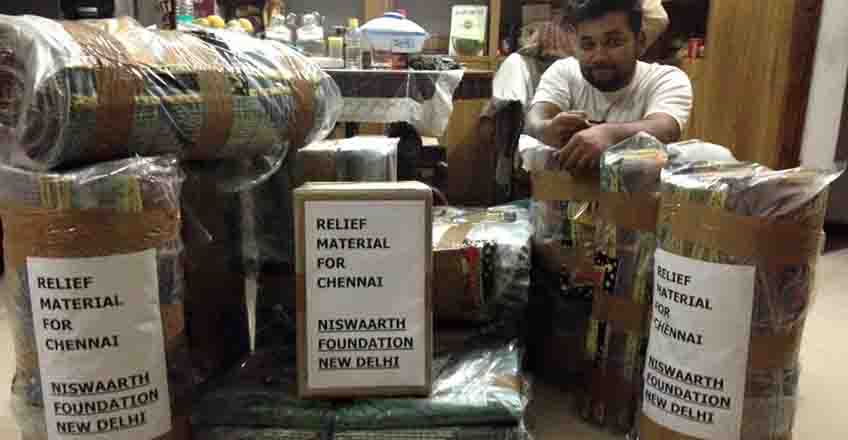 RELIEF
MATERIAL
FOR
CHENNAI
NISWAARTH
FOUNDATION
NEW DELHI
RELIEF
MATERIAL
FOR
CHENNAI
NISWAARTH
FOUNDATION
NEW DELHI
RELIEF
MATERIAL
FOR
CHENNAI
NISWAARTH
FOUNDATION
NEW DELHI